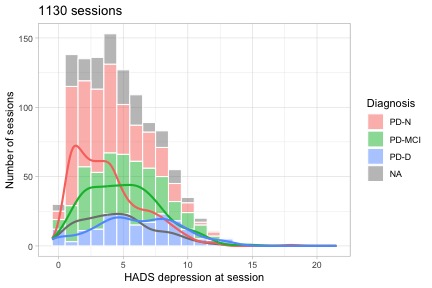 1130 sessions
150
100
50
0
Number of sessions
0 5 10 15 20
HADS depression at session
Diagnosis
PD-N
PD-MCI
PD-D
NA